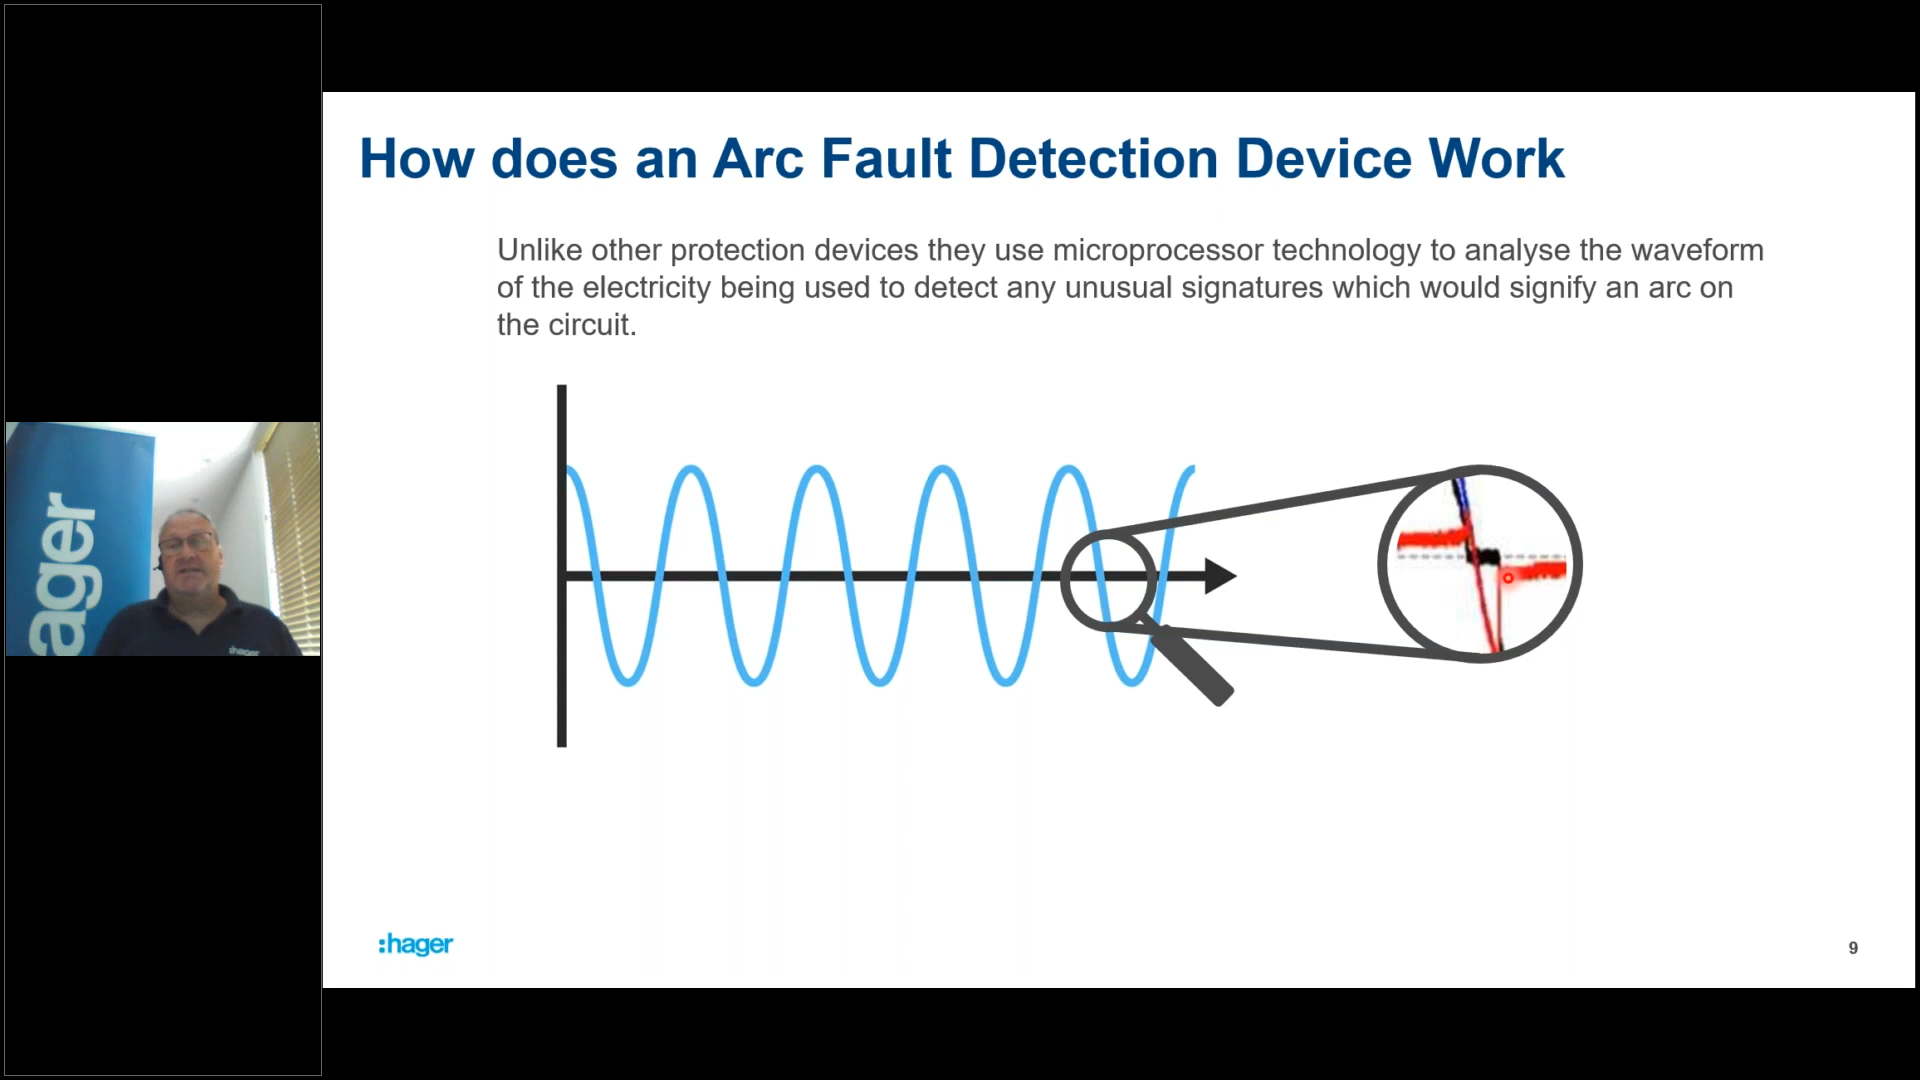 How does an Arc Fault Detection Device Work
Unlike other protection devices they use microprocessor technology to analyse the waveform
of the electricity being used to detect any unusual signatures which would signify an arc on
the circuit.
ager
:hager
:hager
9